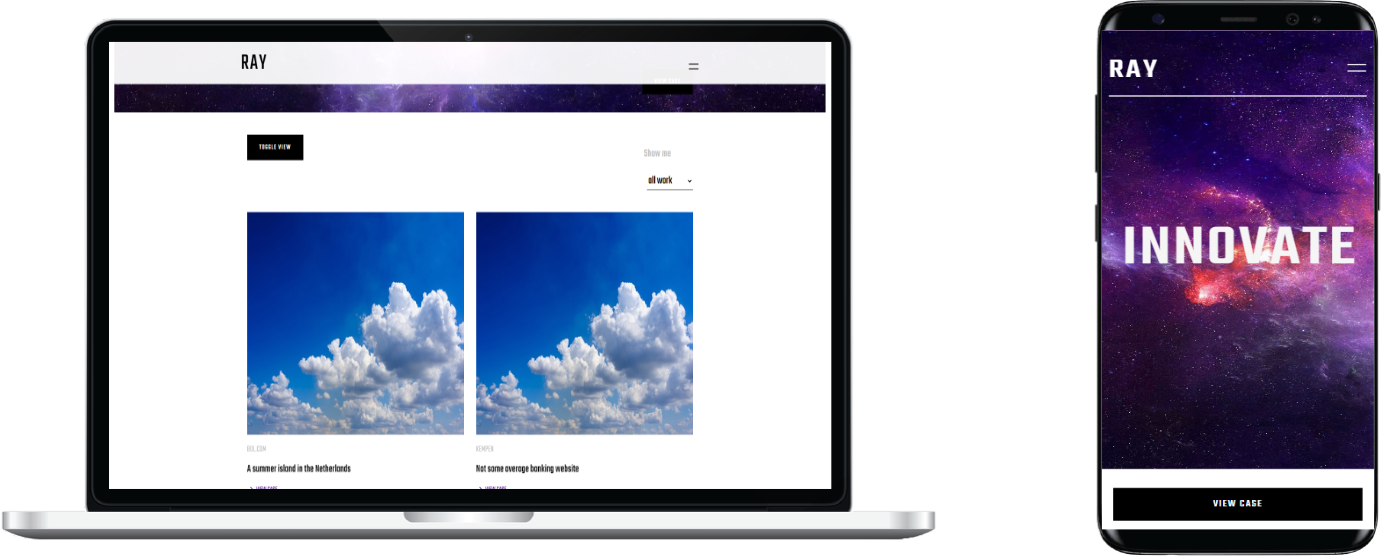 RAY
TOGGLE VIEW
Show me
all work
BOL.COM
KEMPEN
A summer island in the Netherlands
Not some average banking website
VIEW CASE
VIEW CASE
RAY
INNOVATE
VIEW CASE